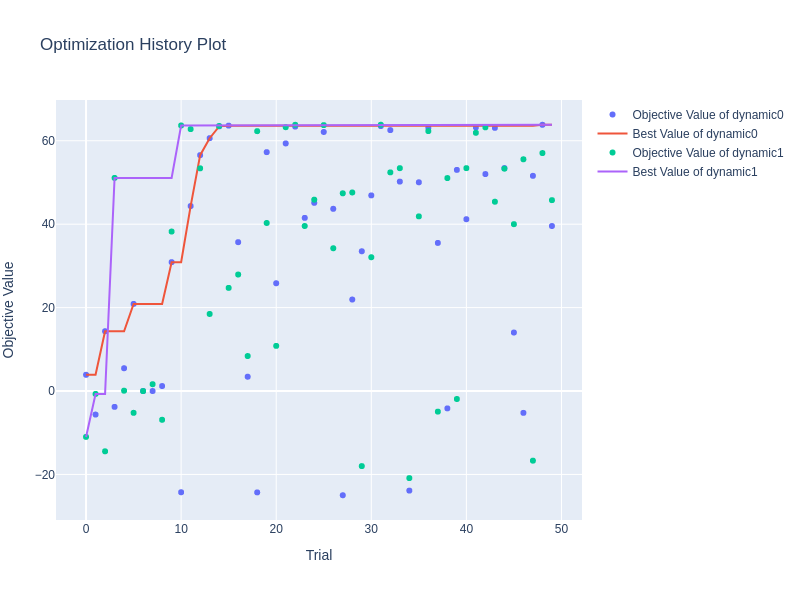 Optimization History Plot
Objective Value of dynamic0
Best Value of dynamic0
Objective Value of dynamic1
Best Value of dynamic1
60
40
20
0
−20
Objective Value
0 10 20 30 40 50
Trial